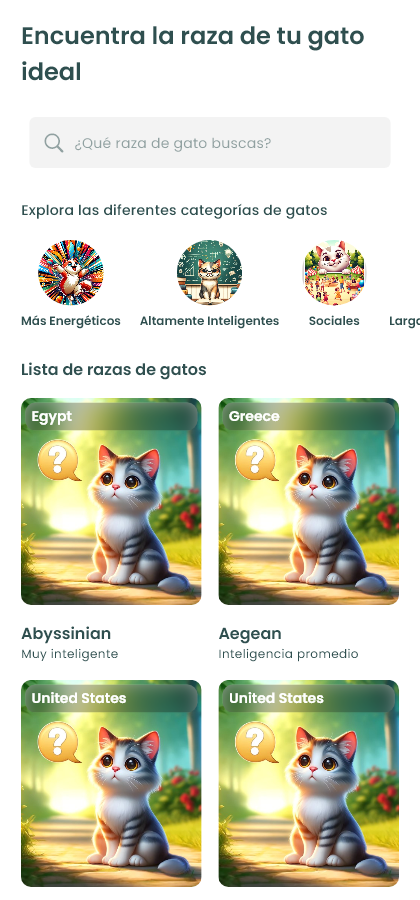 Encuentra la raza de tu gato
ideal
¿Qué raza de gato buscas?
Explora las diferentes categorías de gatos
Más Energéticos
Altamente Inteligentes
Sociales
Lista de razas de gatos
Egypt
Greece
?
?
Abyssinian
Aegean
Muy inteligente
Inteligencia promedio
United States
United States
?
?